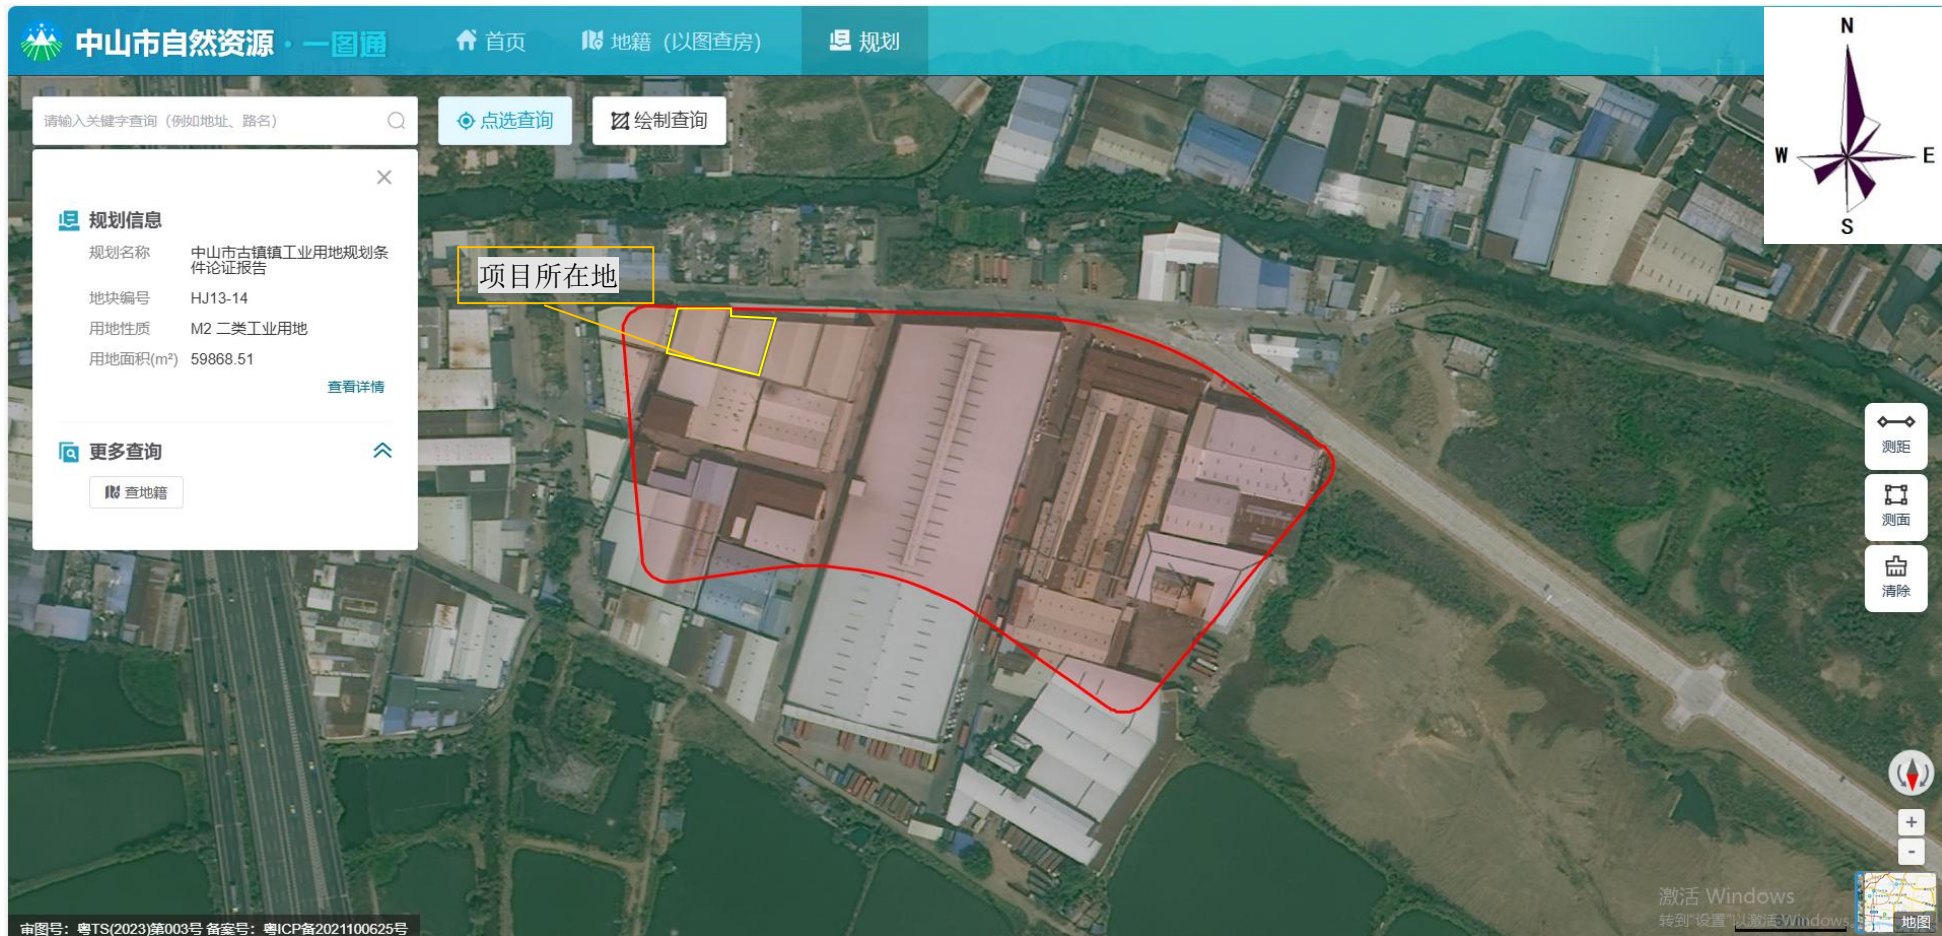 中山市自然资源·一图通
首页
地籍（以图查房）
规划
请输入关键字查询（例如地址、路名）
点选查询
绘制查询
规划信息
规划名称 中山市古镇镇工业用地规划条
件论证报告
地块编号 HJ13-14
用地性质 M2 二类工业用地
用地面积(m²) 59868.51
查看详情
更多查询
查地籍
项目所在地
N
W
E
S
测距
测面
清除
+
-
地图
激活 Windows
转到"设置"以激活 Windows
审图号：粤TS(2023)第003号 备案号：粤ICP备2021100625号